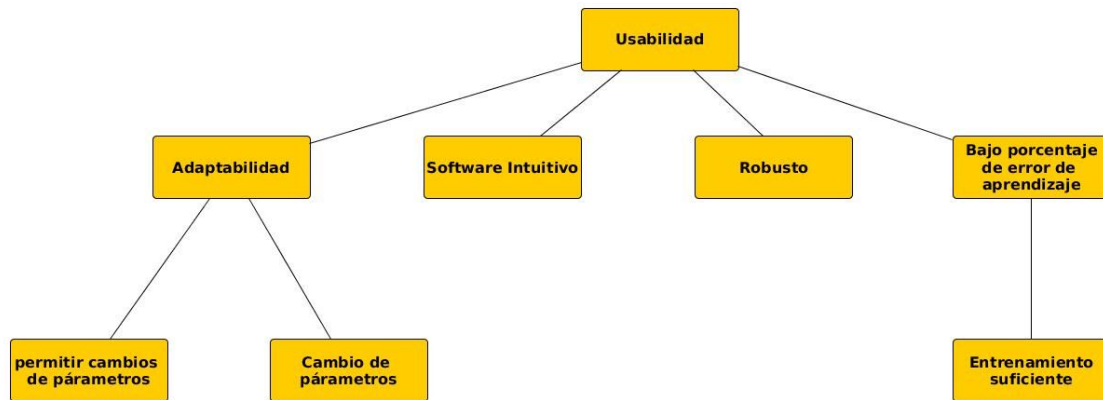 Usabilidad
Adaptabilidad
Software Intuitivo
Robusto
Bajo porcentaje
de error de
aprendizaje
permitir cambios
de párametros
Cambio de
párametros
Entrenamiento
suficiente